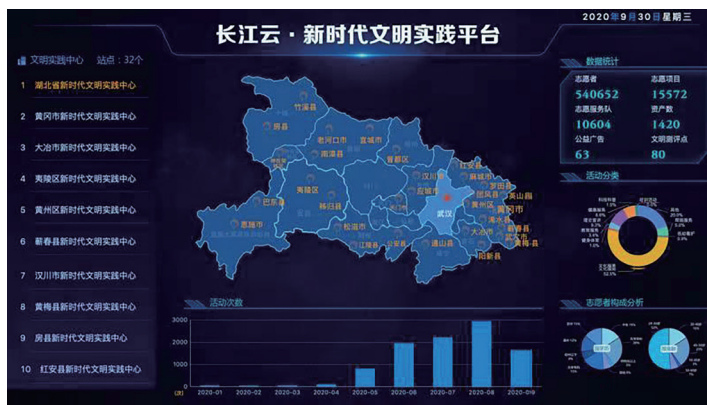 2020年9月30日星期三
长江云·新时代文明实践平台
文明实践中心 站点：32个
1 湖北省新时代文明实践中心
2 黄冈市新时代文明实践中心
3 大冶市新时代文明实践中心
4 夷陵区新时代文明实践中心
5 黄州区新时代文明实践中心
6 蕲春县新时代文明实践中心
7 汉川市新时代文明实践中心
8 黄梅县新时代文明实践中心
9 房县新时代文明实践中心
10 红安县新时代文明实践中心
竹溪县
房县
老河口市
宜城市
南漳县
曾都区
红安县
麻城市
汉川市
罗田县
应城市
团风县
英山县
夷陵区
黄州区
黄冈市
巴东县
秭归县
武汉
浠水县
恩施市
松滋市
大冶市
蕲春县
武穴市
江陵县
公安县
通山县
黄梅县
阳新县
数据统计
志愿者 志愿项目
540652 15572
志愿服务队 资产数
10604 1420
公益广告 文明测评点
63 80
活动分类
志愿者构成分析
活动次数
3000
2000
1000
0
(次)
2020-01 2020-02 2020-03 2020-04 2020-05 2020-06 2020-07 2020-08 2020-09